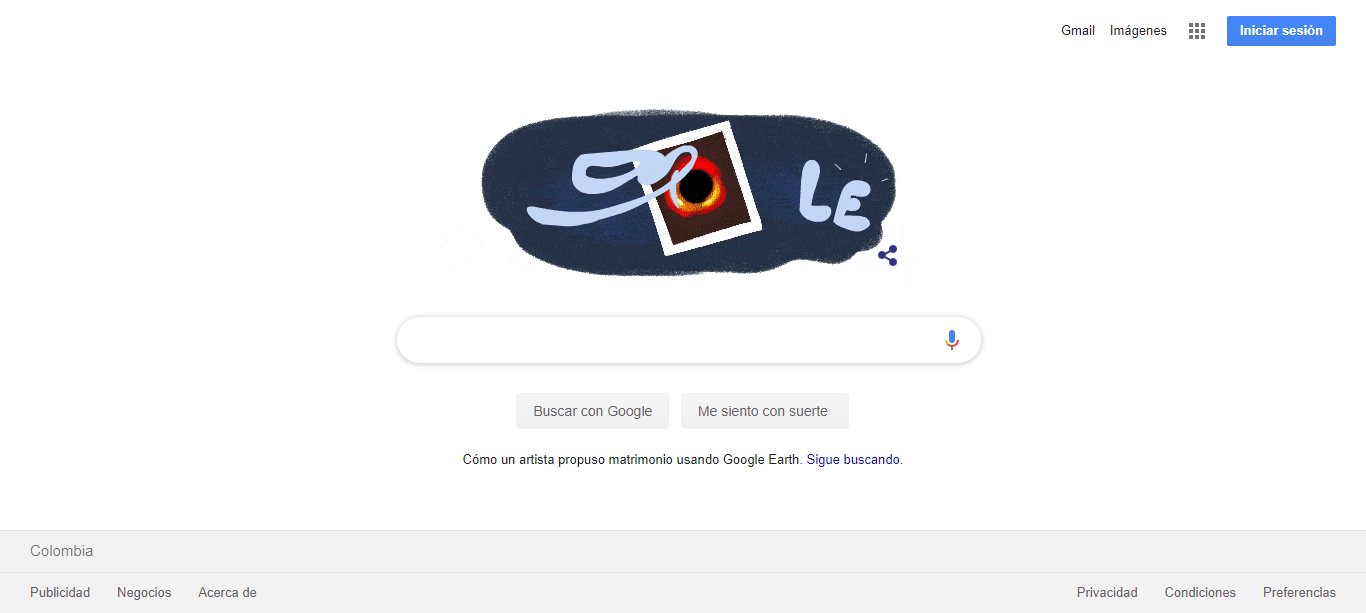 Gmail Imágenes Iniciar sesión
LE
Buscar con Google Me siento con suerte
Cómo un artista propuso matrimonio usando Google Earth. Sigue buscando.
Colombia
Publicidad Negocios Acerca de Privacidad Condiciones Preferencias